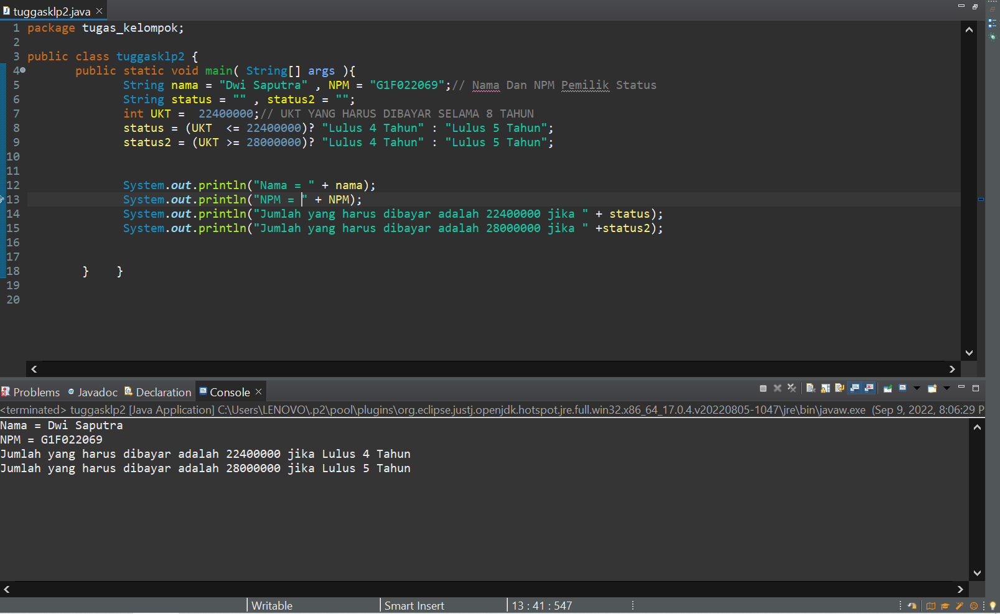 tuggasklp2.java
1 package tugas_kelompok;
2
3 public class tuggasklp2 {
4 public static void main( String[] args ){
5 String nama = "Dwi Saputra" , NPM = "G1F022069";// Nama Dan NPM Pemilik Status
6 String status = "" , status2 = "";
7 int UKT =  22400000;// UKT YANG HARUS DIBAYAR SELAMA 8 TAHUN
8 status = (UKT  <= 22400000)? "Lulus 4 Tahun" : "Lulus 5 Tahun";
9 status2 = (UKT >= 28000000)? "Lulus 4 Tahun" : "Lulus 5 Tahun";
10
11
12 System.out.println("Nama = " + nama);
13 System.out.println("NPM = " + NPM);
14 System.out.println("Jumlah yang harus dibayar adalah 22400000 jika " + status);
15 System.out.println("Jumlah yang harus dibayar adalah 28000000 jika " +status2);
16
17
18 }    }
19
20
Problems @ Javadoc Declaration Console
<terminated> tuggasklp2 [Java Application] C:\Users\LENOVO\.p2\pool\plugins\org.eclipse.justj.openjdk.hotspot.jre.full.win32.x86_64_17.0.4.v20220805-1047\jre\bin\javaw.exe  (Sep 9, 2022, 8:06:29 P
Nama = Dwi Saputra
NPM = G1F022069
Jumlah yang harus dibayar adalah 22400000 jika Lulus 4 Tahun
Jumlah yang harus dibayar adalah 28000000 jika Lulus 5 Tahun
Writable Smart Insert 13 : 41 : 547